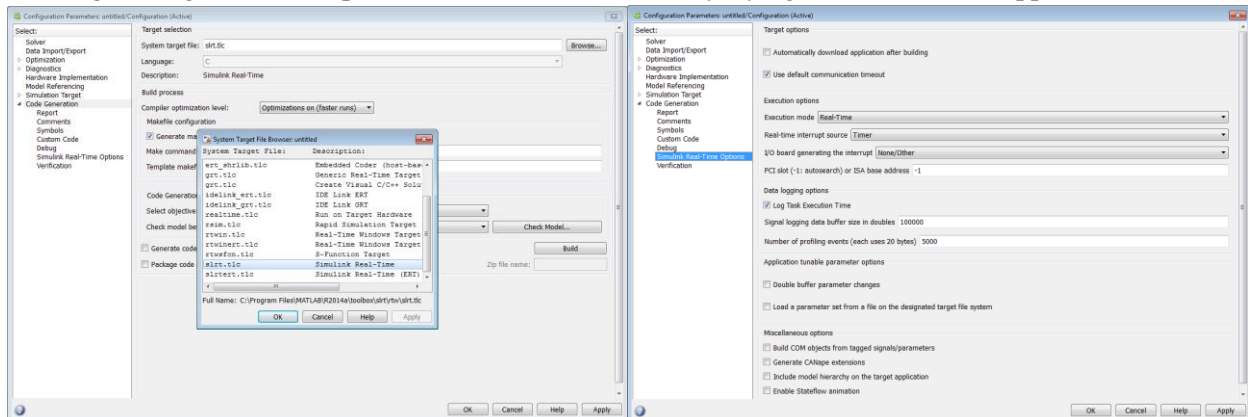 Configuration Parameters: untitled/Configuration (Active)
Select:
Solver
Data Import/Export
Optimization
Diagnostics
Hardware Implementation
Model Referencing
Simulation Target
Code Generation
Report
Comments
Symbols
Custom Code
Debug
Simulink Real-Time Options
Verification
Target selection
System target file: slrt.tlc Browse...
Language: C
Description: Simulink Real-Time
Build process
Compiler optimization level: Optimizations on (faster runs)
Makefile configuration
Generate ma
Make command
Template makef
Code Generation
Select objective
Check model be Check Model...
Generate code Build
Package code Zip file name:
System Target File Browser: untitled
System Target File: Description:
ert_shrlib.tlc Embedded Coder (host-bas
grt.tlc Generic Real-Time Target
grt.tlc Create Visual C/C++ Solu
idelink_ert.tlc IDE Link ERT
idelink_grt.tlc IDE Link GRT
realtime.tlc Run on Target Hardware
rsim.tlc Rapid Simulation Target
rtwin.tlc Real-Time Windows Target
rtwinert.tlc Real-Time Windows Target
rtwsfcn.tlc S-Function Target
slrt.tlc Simulink Real-Time
slrtert.tlc Simulink Real-Time (ERT)
Full Name: C:\Program Files\MATLAB\R2014a\toolbox\slrt\rtw\slrt.tlc
OK Cancel Help Apply
OK Cancel Help Apply
Configuration Parameters: untitled/Configuration (Active)
Select:
Solver
Data Import/Export
Optimization
Diagnostics
Hardware Implementation
Model Referencing
Simulation Target
Code Generation
Report
Comments
Symbols
Custom Code
Debug
Simulink Real-Time Options
Verification
Target options
Automatically download application after building
Use default communication timeout
Execution options
Execution mode Real-Time
Real-time interrupt source Timer
I/O board generating the interrupt None/Other
PCI slot (-1: autosearch) or ISA base address -1
Data logging options
Log Task Execution Time
Signal logging data buffer size in doubles 100000
Number of profiling events (each uses 20 bytes) 5000
Application tunable parameter options
Double buffer parameter changes
Load a parameter set from a file on the designated target file system
Miscellaneous options
Build COM objects from tagged signals/parameters
Generate CANape extensions
Include model hierarchy on the target application
Enable Stateflow animation
OK Cancel Help Apply